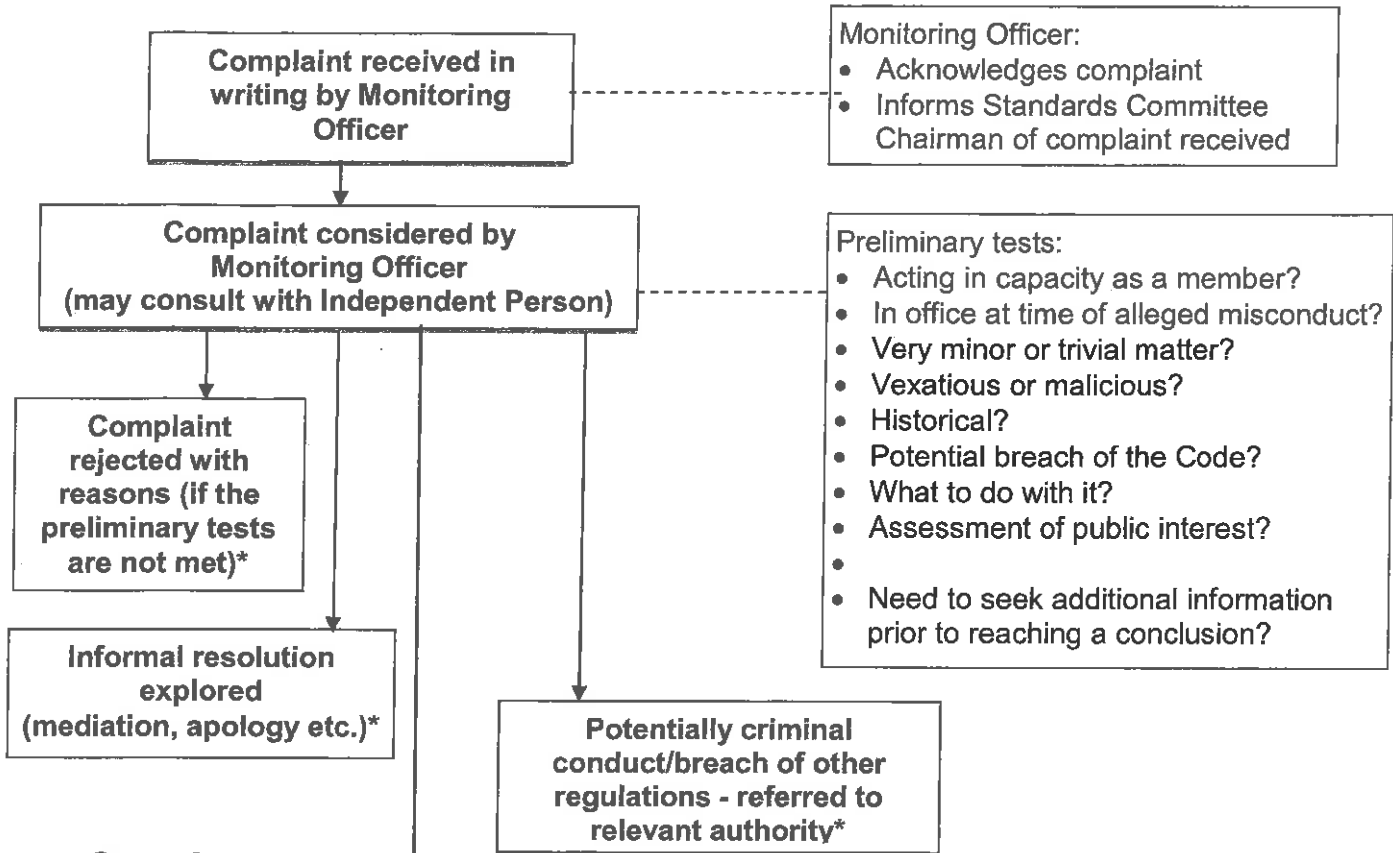 Complaint received in
writing by Monitoring
Officer
Monitoring Officer:
• Acknowledges complaint
• Informs Standards Committee
Chairman of complaint received
Complaint considered by
Monitoring Officer
(may consult with Independent Person)
Preliminary tests:
• Acting in capacity as a member?
• In office at time of alleged misconduct?
• Very minor or trivial matter?
• Vexatious or malicious?
• Historical?
• Potential breach of the Code?
• What to do with it?
• Assessment of public interest?
•
• Need to seek additional information
prior to reaching a conclusion?
Complaint
rejected with
reasons (if the
preliminary tests
are not met)*
Informal resolution
explored
(mediation, apology etc.)*
Potentially criminal
conduct/breach of other
regulations - referred to
relevant authority*